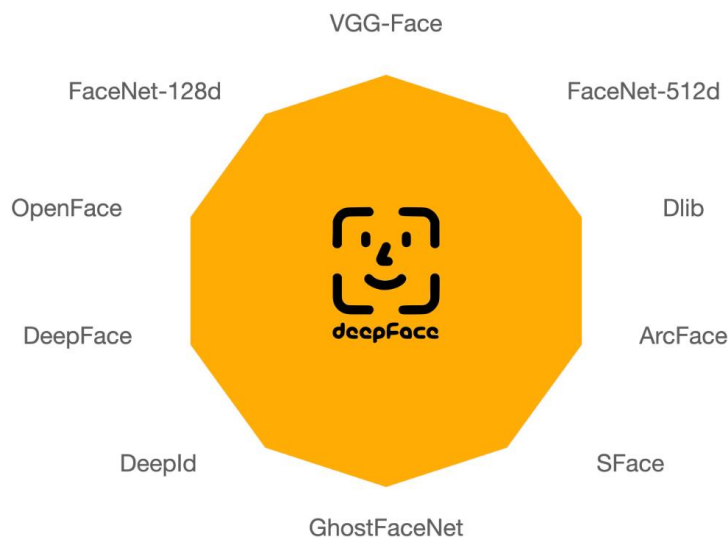 VGG-Face
FaceNet-128d
FaceNet-512d
OpenFace
Dlib
deepFace
DeepFace
ArcFace
DeepId
SFace
GhostFaceNet